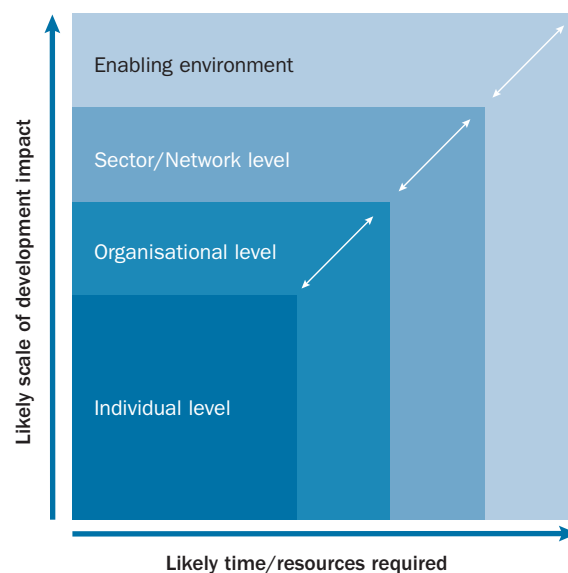 Likely scale of development impact
Enabling environment
Sector/Network level
Organisational level
Individual level
Likely time/resources required